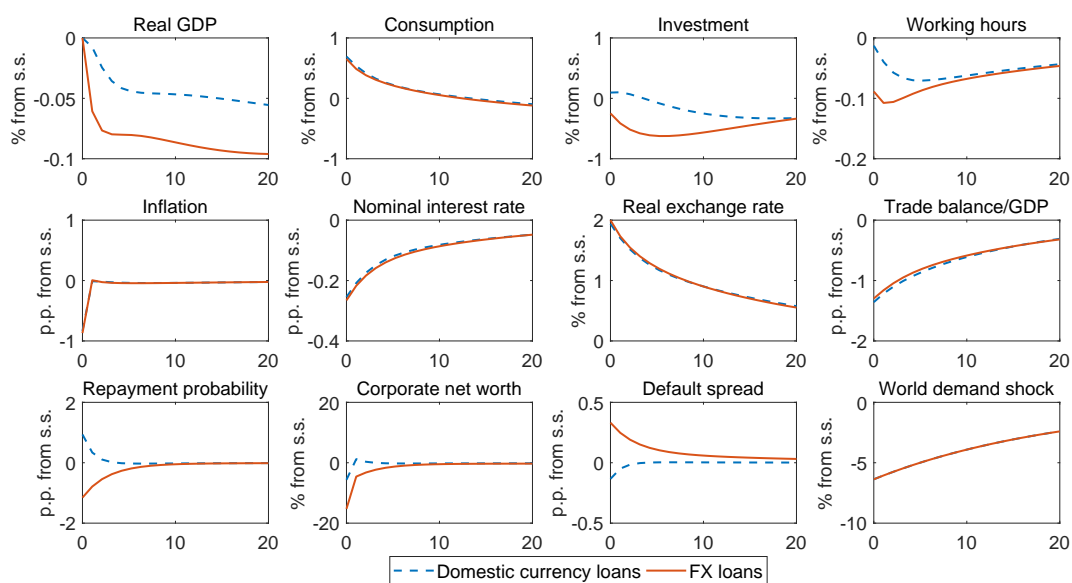 Real GDP
% from s.s.
0
-0.05
-0.1
0 10 20
Consumption
% from s.s.
1
0
-1
0 10 20
Investment
% from s.s.
1
0
-1
0 10 20
Working hours
% from s.s.
0
-0.1
-0.2
0 10 20
Inflation
p.p. from s.s.
1
0
-1
0 10 20
Nominal interest rate
p.p. from s.s.
0
-0.2
-0.4
0 10 20
Real exchange rate
% from s.s.
2
1
0
0 10 20
Trade balance/GDP
p.p. from s.s.
0
-1
-2
0 10 20
Repayment probability
p.p. from s.s.
2
0
-2
0 10 20
Corporate net worth
% from s.s.
20
0
-20
0 10 20
Default spread
p.p. from s.s.
0.5
0
-0.5
0 10 20
World demand shock
% from s.s.
0
-5
-10
0 10 20
Domestic currency loans FX loans